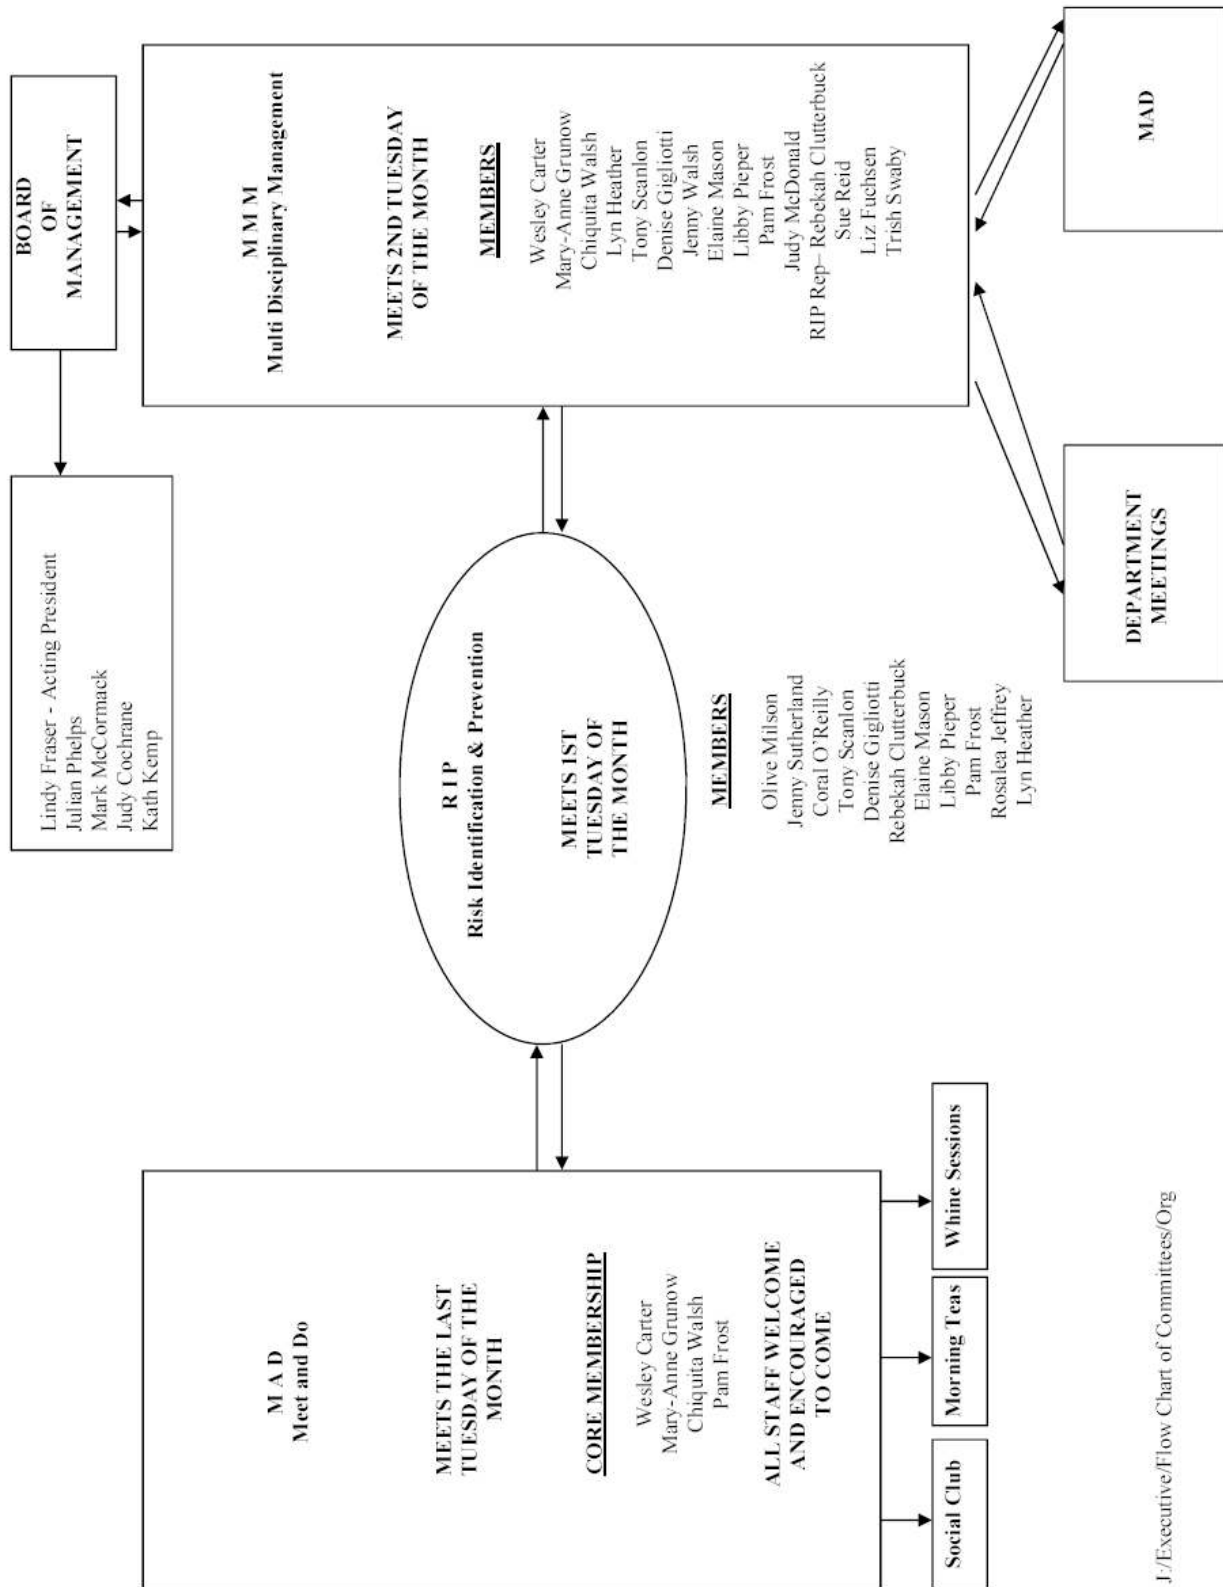 M A D
Meet and Do
MEETS THE LAST
TUESDAY OF THE
MONTH
CORE MEMBERSHIP
Wesley Carter
Mary-Anne Grunow
Chiquita Walsh
Pam Frost
ALL STAFF WELCOME
AND ENCOURAGED
TO COME
Social Club
Morning Teas
Whine Sessions
Lindy Fraser - Acting President
Julian Phelps
Mark McCormack
Judy Cochrane
Kath Kemp
R I P
Risk Identification & Prevention
MEETS 1ST
TUESDAY OF
THE MONTH
MEMBERS
Olive Milson
Jenny Sutherland
Coral O'Reilly
Tony Scanlon
Denise Gigliotti
Rebekah Clutterbuck
Elaine Mason
Libby Pieper
Pam Frost
Rosalea Jeffrey
Lyn Heather
BOARD
OF
MANAGEMENT
M M M
Multi Disciplinary Management
MEETS 2ND TUESDAY
OF THE MONTH
MEMBERS
Wesley Carter
Mary-Anne Grunow
Chiquita Walsh
Lyn Heather
Tony Scanlon
Denise Gigliotti
Jenny Walsh
Elaine Mason
Libby Pieper
Pam Frost
Judy McDonald
RIP Rep– Rebekah Clutterbuck
Sue Reid
Liz Fuchsen
Trish Swaby
DEPARTMENT
MEETINGS
MAD
J:/Executive/Flow Chart of Committees/Org